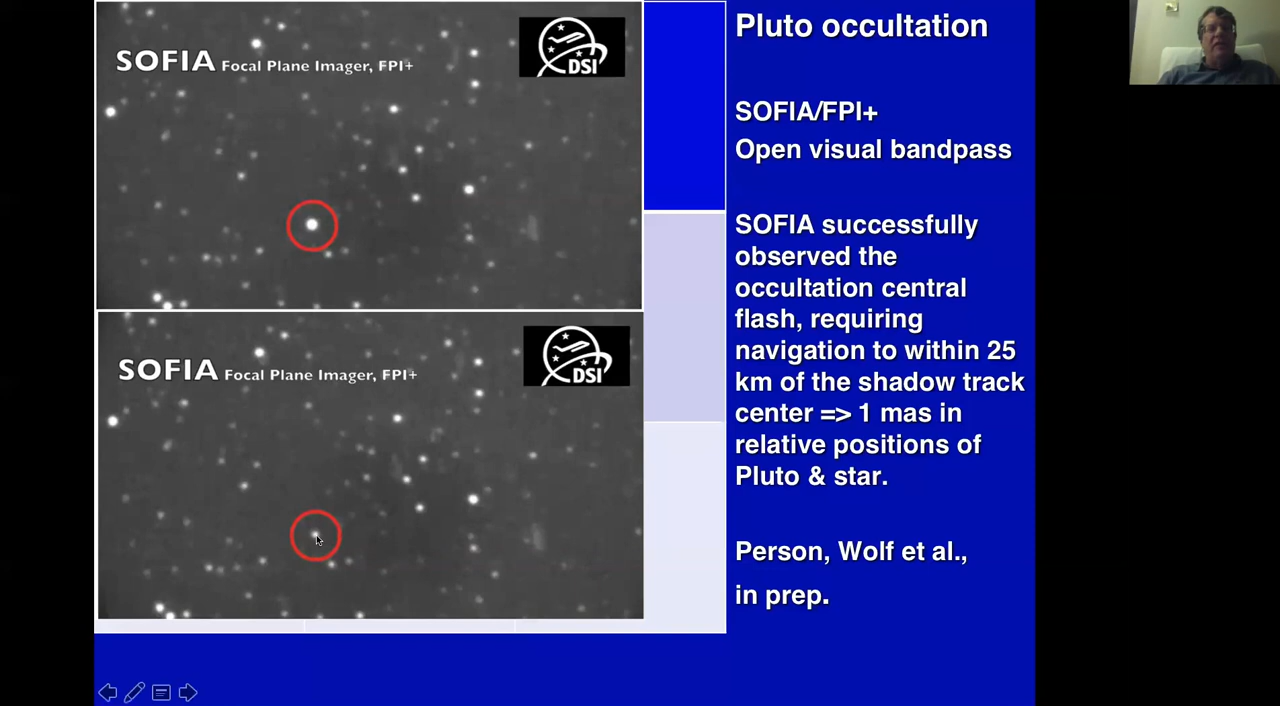 SOFIA Focal Plane Imager, FPI+
DSI
SOFIA Focal Plane Imager, FPI+
DSI
Pluto occultation
SOFIA/FPI+
Open visual bandpass
SOFIA successfully
observed the
occultation central
flash, requiring
navigation to within 25
km of the shadow track
center => 1 mas in
relative positions of
Pluto & star.
Person, Wolf et al.,
in prep.